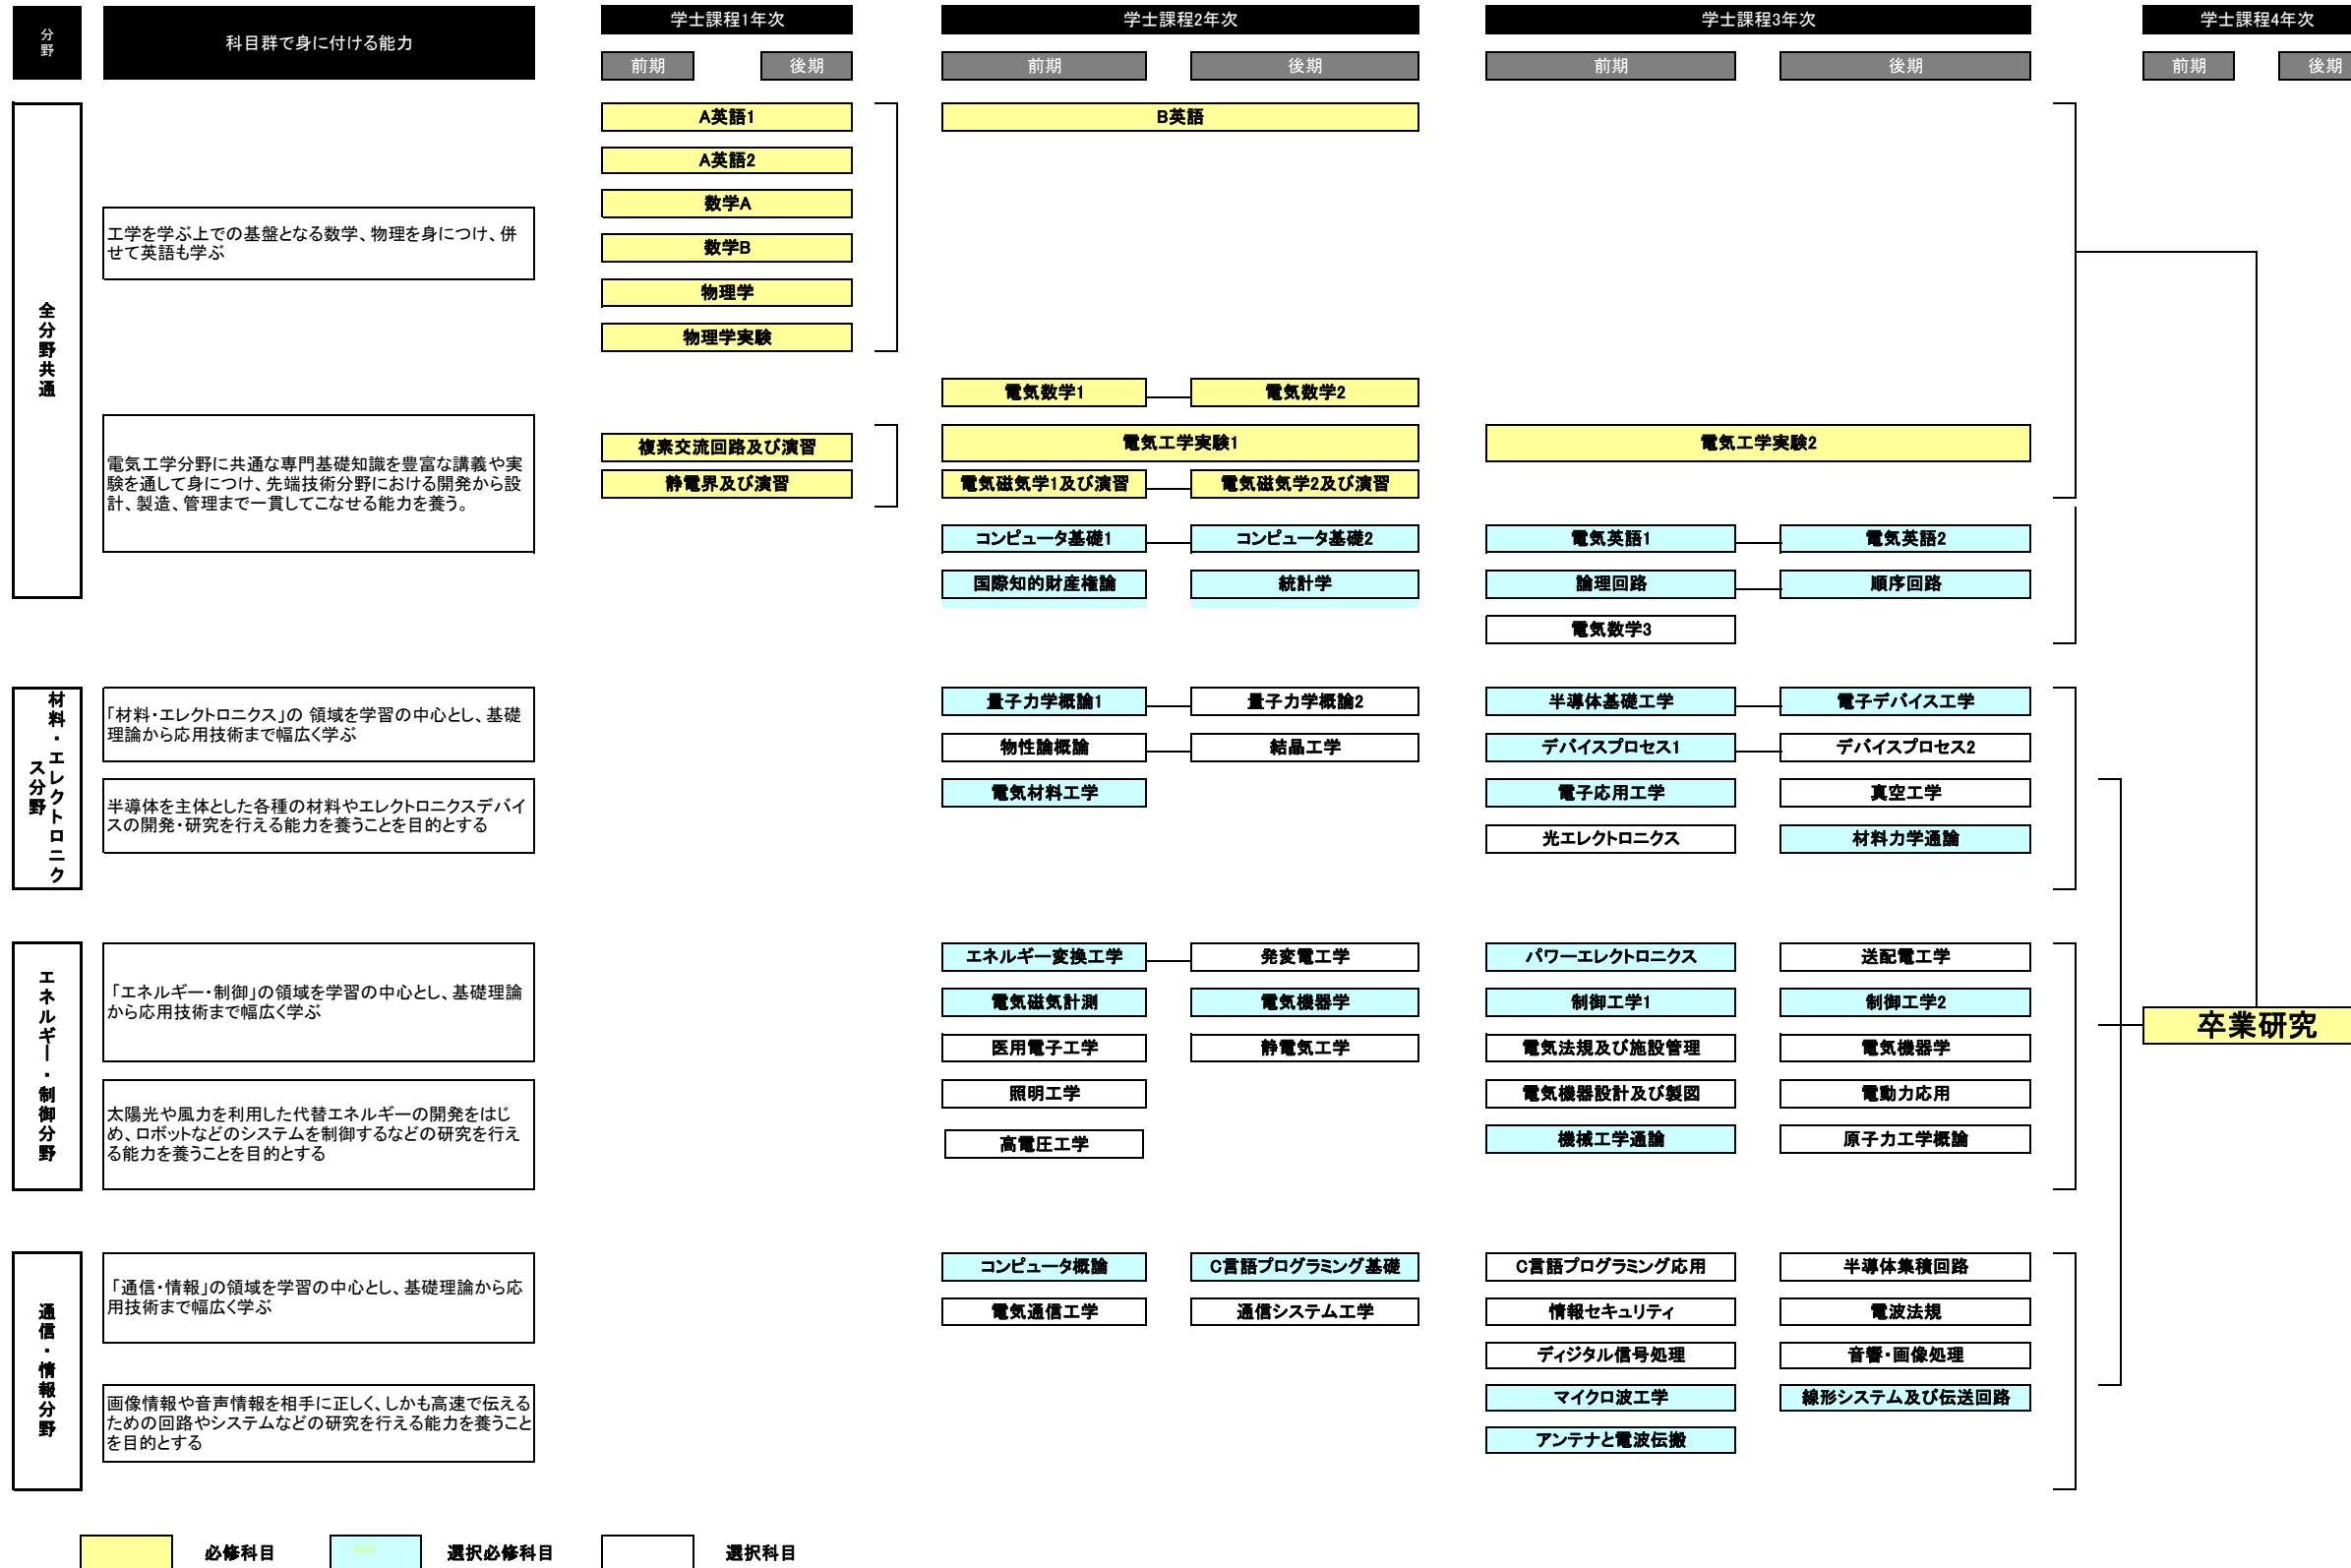 分野
科目群で身に付ける能力
学士課程1年次
学士課程2年次
学士課程3年次
学士課程4年次
前期
後期
前期
後期
前期
後期
前期
後期
全分野共通
工学を学ぶ上での基盤となる数学、物理を身につけ、併
せて英語も学ぶ
A英語1
B英語
A英語2
数学A
数学B
物理学
物理学実験
電気数学1
電気数学2
電気工学分野に共通な専門基礎知識を豊富な講義や実
験を通して身につけ、先端技術分野における開発から設
計、製造、管理まで一貫してこなせる能力を養う。
複素交流回路及び演習
電気工学実験1
電気工学実験2
静電界及び演習
電気磁気学1及び演習
電気磁気学2及び演習
コンピュータ基礎1
コンピュータ基礎2
電気英語1
電気英語2
国際知的財産権論
統計学
論理回路
順序回路
電気数学3
材料・エレクトロニク
ス分野
「材料・エレクトロニクス」の 領域を学習の中心とし、基礎
理論から応用技術まで幅広く学ぶ
半導体を主体とした各種の材料やエレクトロニクスデバイ
スの開発・研究を行える能力を養うことを目的とする
量子力学概論1
量子力学概論2
半導体基礎工学
電子デバイス工学
物性論概論
結晶工学
デバイスプロセス1
デバイスプロセス2
電気材料工学
電子応用工学
真空工学
光エレクトロニクス
材料力学通論
エネルギー・制御分野
「エネルギー・制御」の領域を学習の中心とし、基礎理論
から応用技術まで幅広く学ぶ
太陽光や風力を利用した代替エネルギーの開発をはじ
め、ロボットなどのシステムを制御するなどの研究を行え
る能力を養うことを目的とする
エネルギー変換工学
発変電工学
パワーエレクトロニクス
送配電工学
電気磁気計測
電気機器学
制御工学1
制御工学2
医用電子工学
静電気工学
電気法規及び施設管理
電気機器学
照明工学
電気機器設計及び製図
電動力応用
高電圧工学
機械工学通論
原子力工学概論
卒業研究
通信・情報分野
「通信・情報」の領域を学習の中心とし、基礎理論から応
用技術まで幅広く学ぶ
画像情報や音声情報を相手に正しく、しかも高速で伝える
ための回路やシステムなどの研究を行える能力を養うこと
を目的とする
コンピュータ概論
C言語プログラミング基礎
C言語プログラミング応用
半導体集積回路
電気通信工学
通信システム工学
情報セキュリティ
電波法規
ディジタル信号処理
音響・画像処理
マイクロ波工学
線形システム及び伝送回路
アンテナと電波伝搬
必修科目
選択必修科目
選択科目